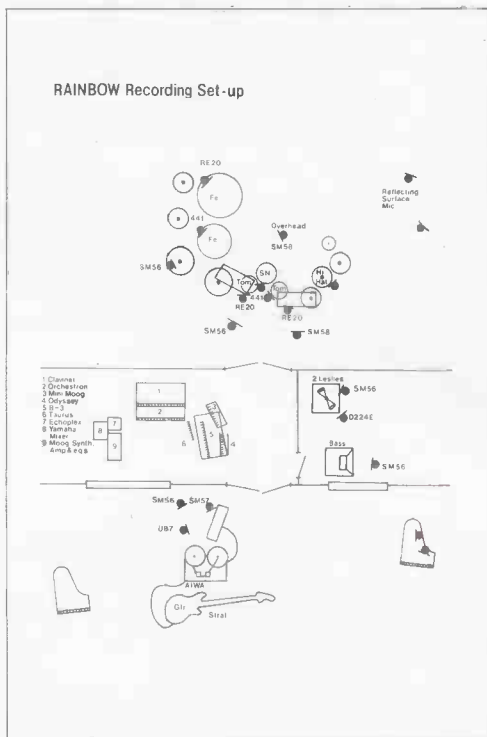 RAINBOW Recording Set-up
RE20
Fe
441
Fe
SM56
Overhead
SM58
Reflecting
Surface
Mic
SN
Hi
Hat
Tom
Tom
441
RE20
RE20
SM56
SM58
1 Clavinet
2 Orchestron
3 Mini Moog
4 Odyssey
5 B-3
6 Taurus
7 Echoplex
8 Yamaha
Mixer
9 Moog Synth.
Amp & eqs
1
2
3
5
4
6
7
8
9
2 Leslies
SM56
D224E
Bass
SM56
SM56
SM57
U87
AIWA
Gtr
Strat